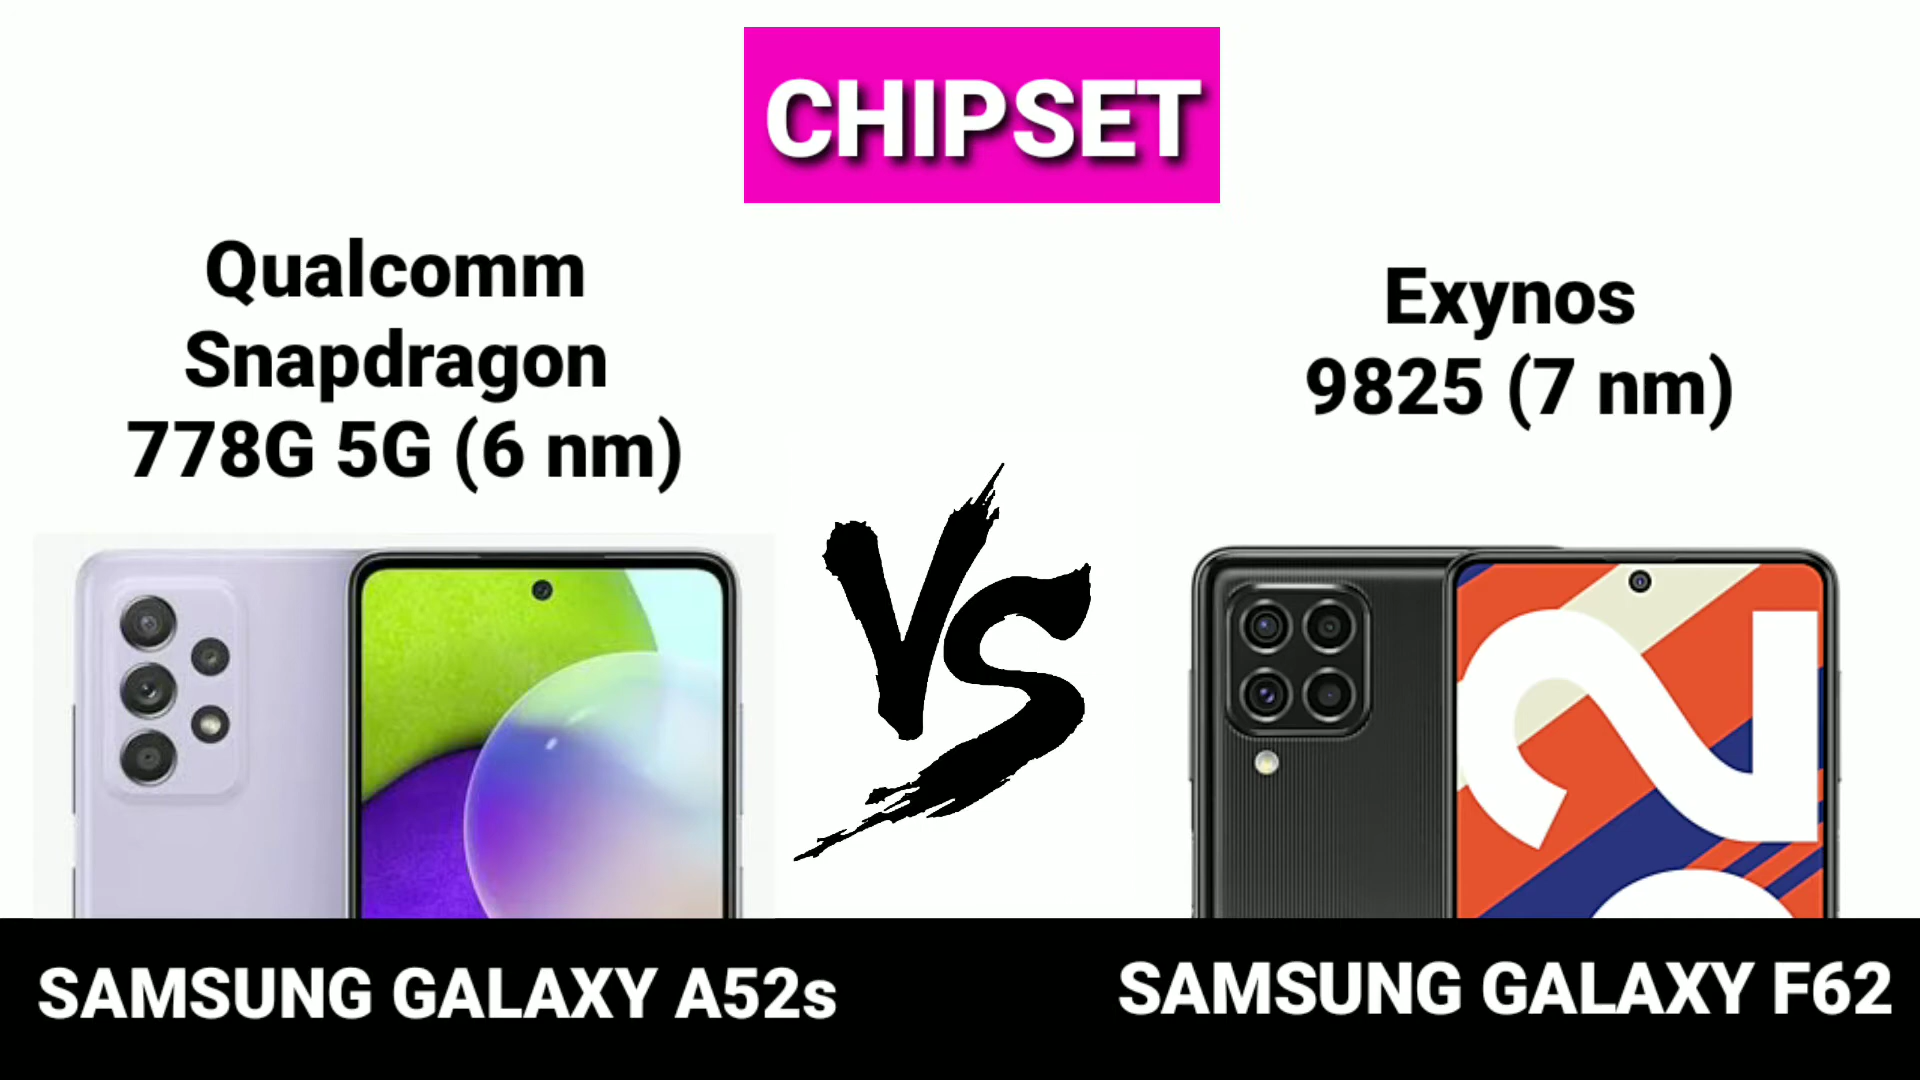 CHIPSET
Qualcomm
Snapdragon
778G 5G (6 nm)
Exynos
9825 (7 nm)
VS
SAMSUNG GALAXY A52s
SAMSUNG GALAXY F62